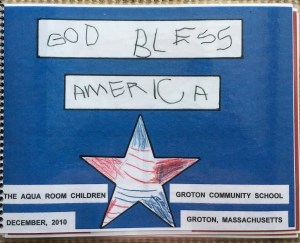 GOD BLESS
AMERICA
THE AQUA ROOM CHILDREN
GROTON COMMUNITY SCHOOL
DECEMBER, 2010
GROTON, MASSACHUSETTS